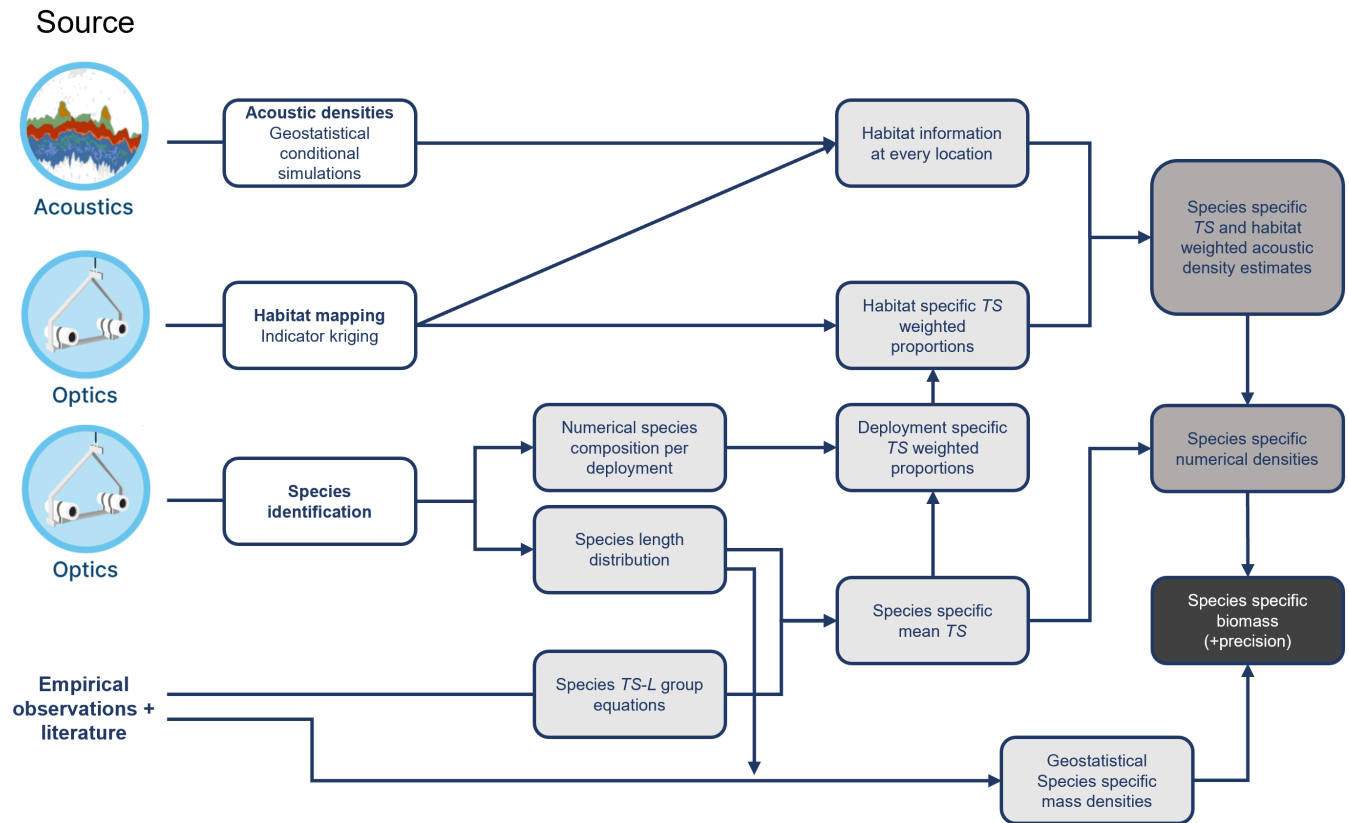 Source
Acoustics
Acoustic densities
Geostatistical
conditional
simulations
Habitat information
at every location
Species specific
TS and habitat
weighted acoustic
density estimates
Optics
Habitat mapping
Indicator kriging
Habitat specific TS
weighted
proportions
Optics
Species
identification
Numerical species
composition per
deployment
Deployment specific
TS weighted
proportions
Species specific
numerical densities
Species length
distribution
Species specific
mean TS
Species specific
biomass
(+precision)
Empirical
observations +
literature
Species TS-L group
equations
Geostatistical
Species specific
mass densities